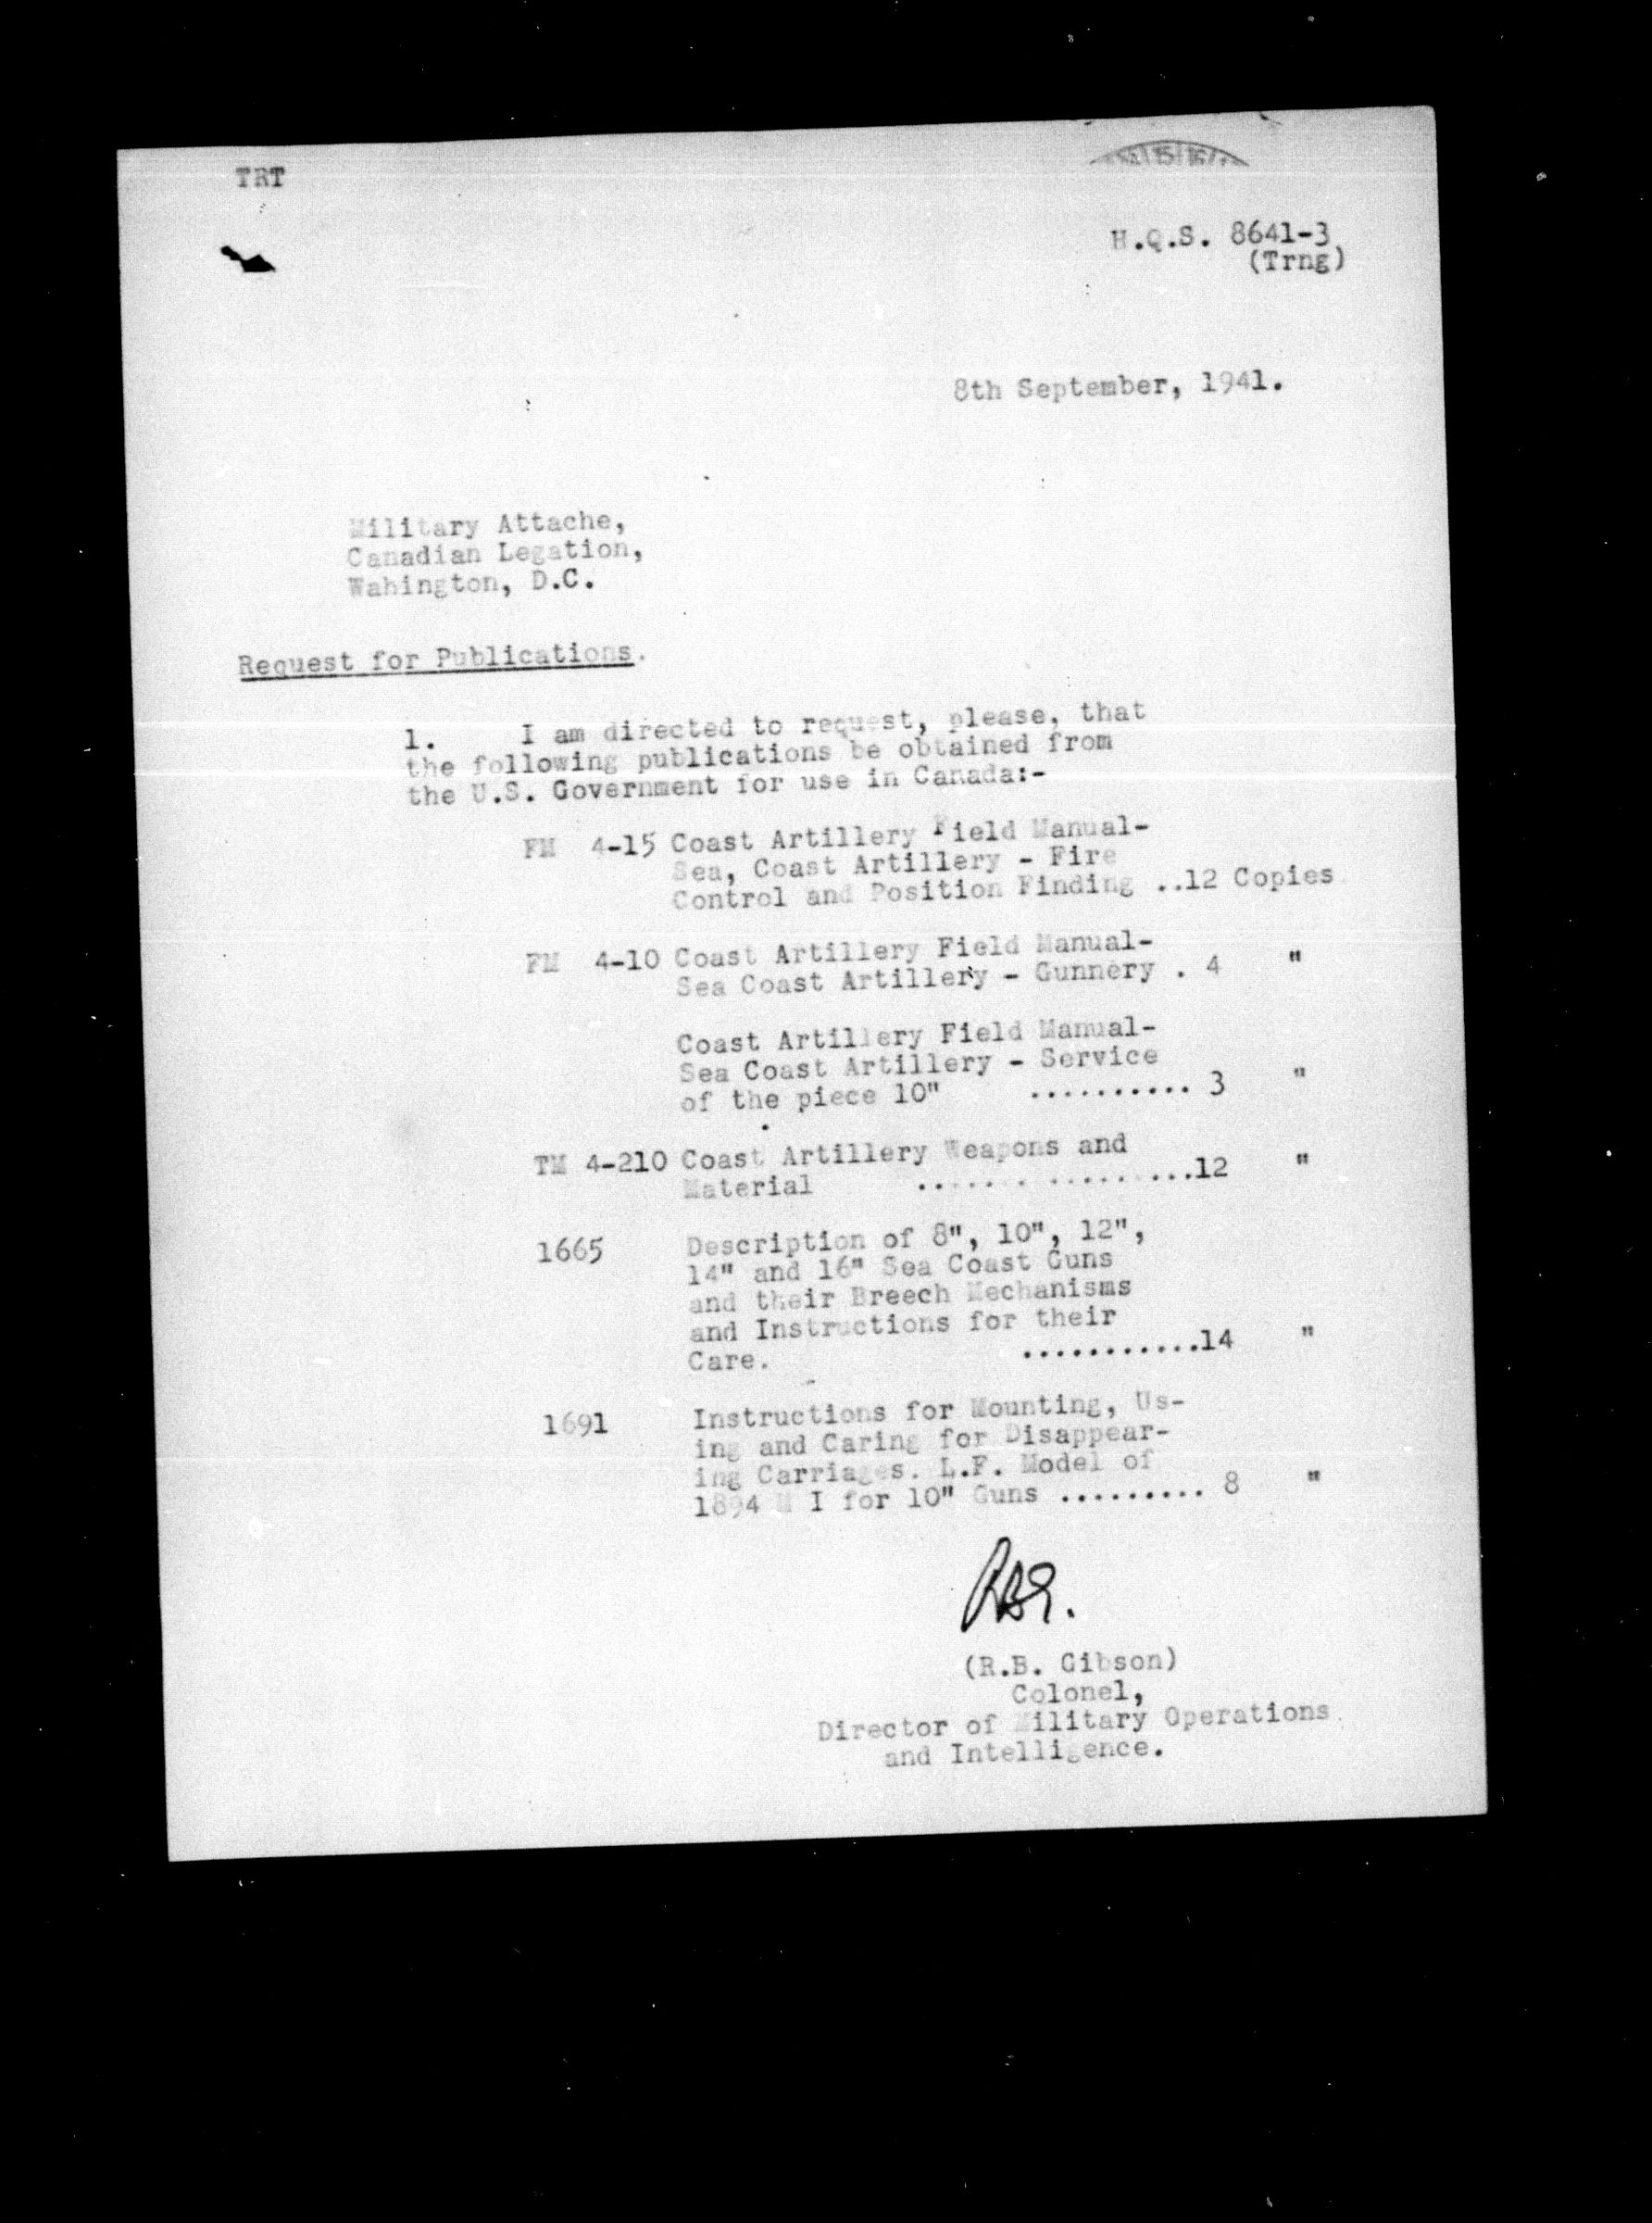 TRT
15 16
H.Q.S. 8641-3
(Trng)
8th September, 1941.
Military Attache,
Canadian Legation,
Wahington, D.C.
Request for Publications.
1. I am directed to request, please, that
the following publications be obtained from
the U.S. Government for use in Canada:-
FM 4-15 Coast Artillery Field Manual-
Sea, Coast Artillery - Fire
Control and Position Finding ..12 Copies
FM 4-10 Coast Artillery Field Manual-
Sea Coast Artillery - Gunnery . 4 "
Coast Artillery Field Manual-
Sea Coast Artillery - Service
of the piece 10" .......... 3 "
TM 4-210 Coast Artillery Weapons and
Material ................12 "
1665 Description of 8", 10", 12",
14" and 16" Sea Coast Guns
and their Breech Mechanisms
and Instructions for their
Care. ...........14 "
1691 Instructions for Mounting, Us-
ing and Caring for Disappear-
ing Carriages. L.F. Model of
1894 M I for 10" Guns ......... 8 "
RBG.
(R.B. Gibson)
Colonel,
Director of Military Operations
and Intelligence.